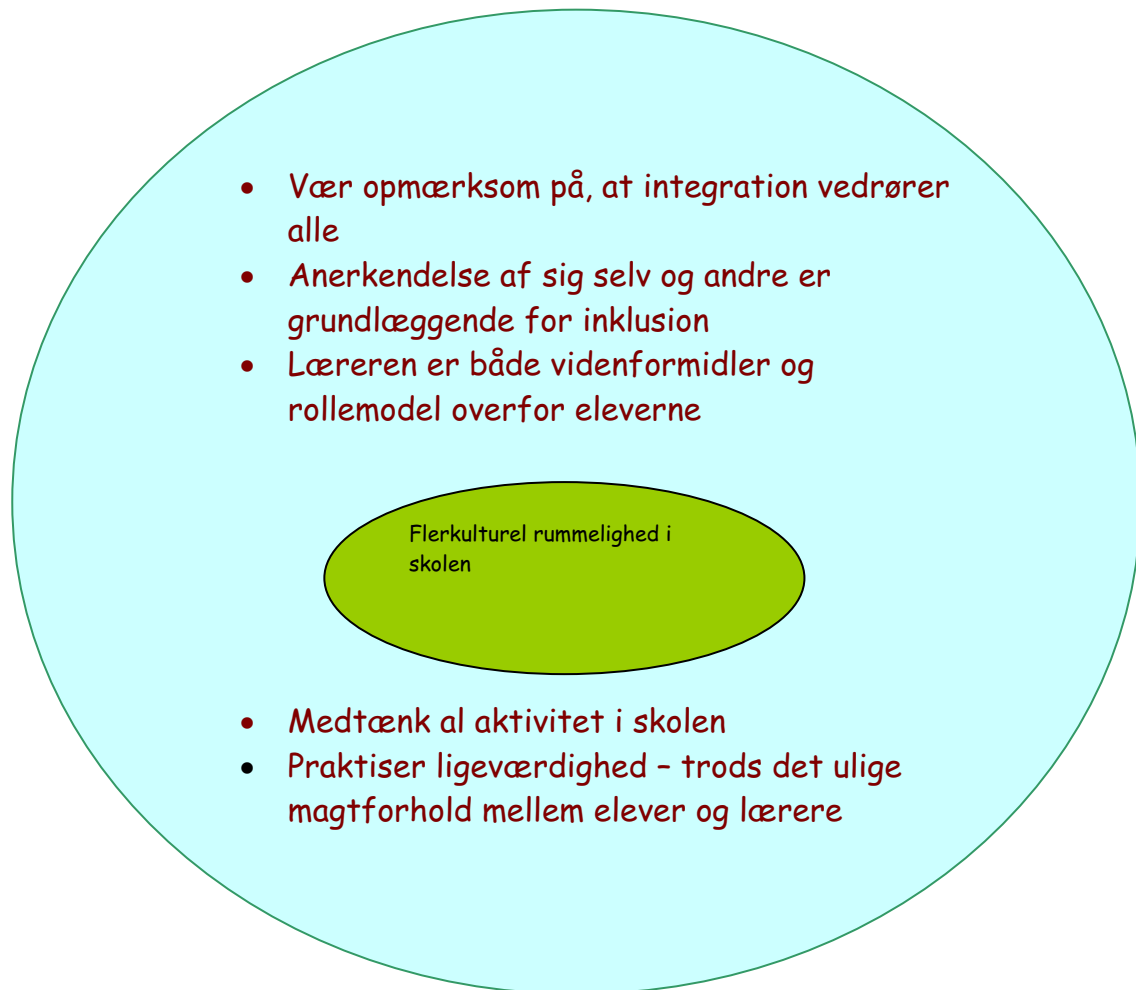 • Vær opmærksom på, at integration vedrører
alle
• Anerkendelse af sig selv og andre er
grundlæggende for inklusion
• Læreren er både videnformidler og
rollemodel overfor eleverne
Flerkulturel rummelighed i
skolen
• Medtænk al aktivitet i skolen
• Praktiser ligeværdighed – trods det ulige
magtforhold mellem elever og lærere